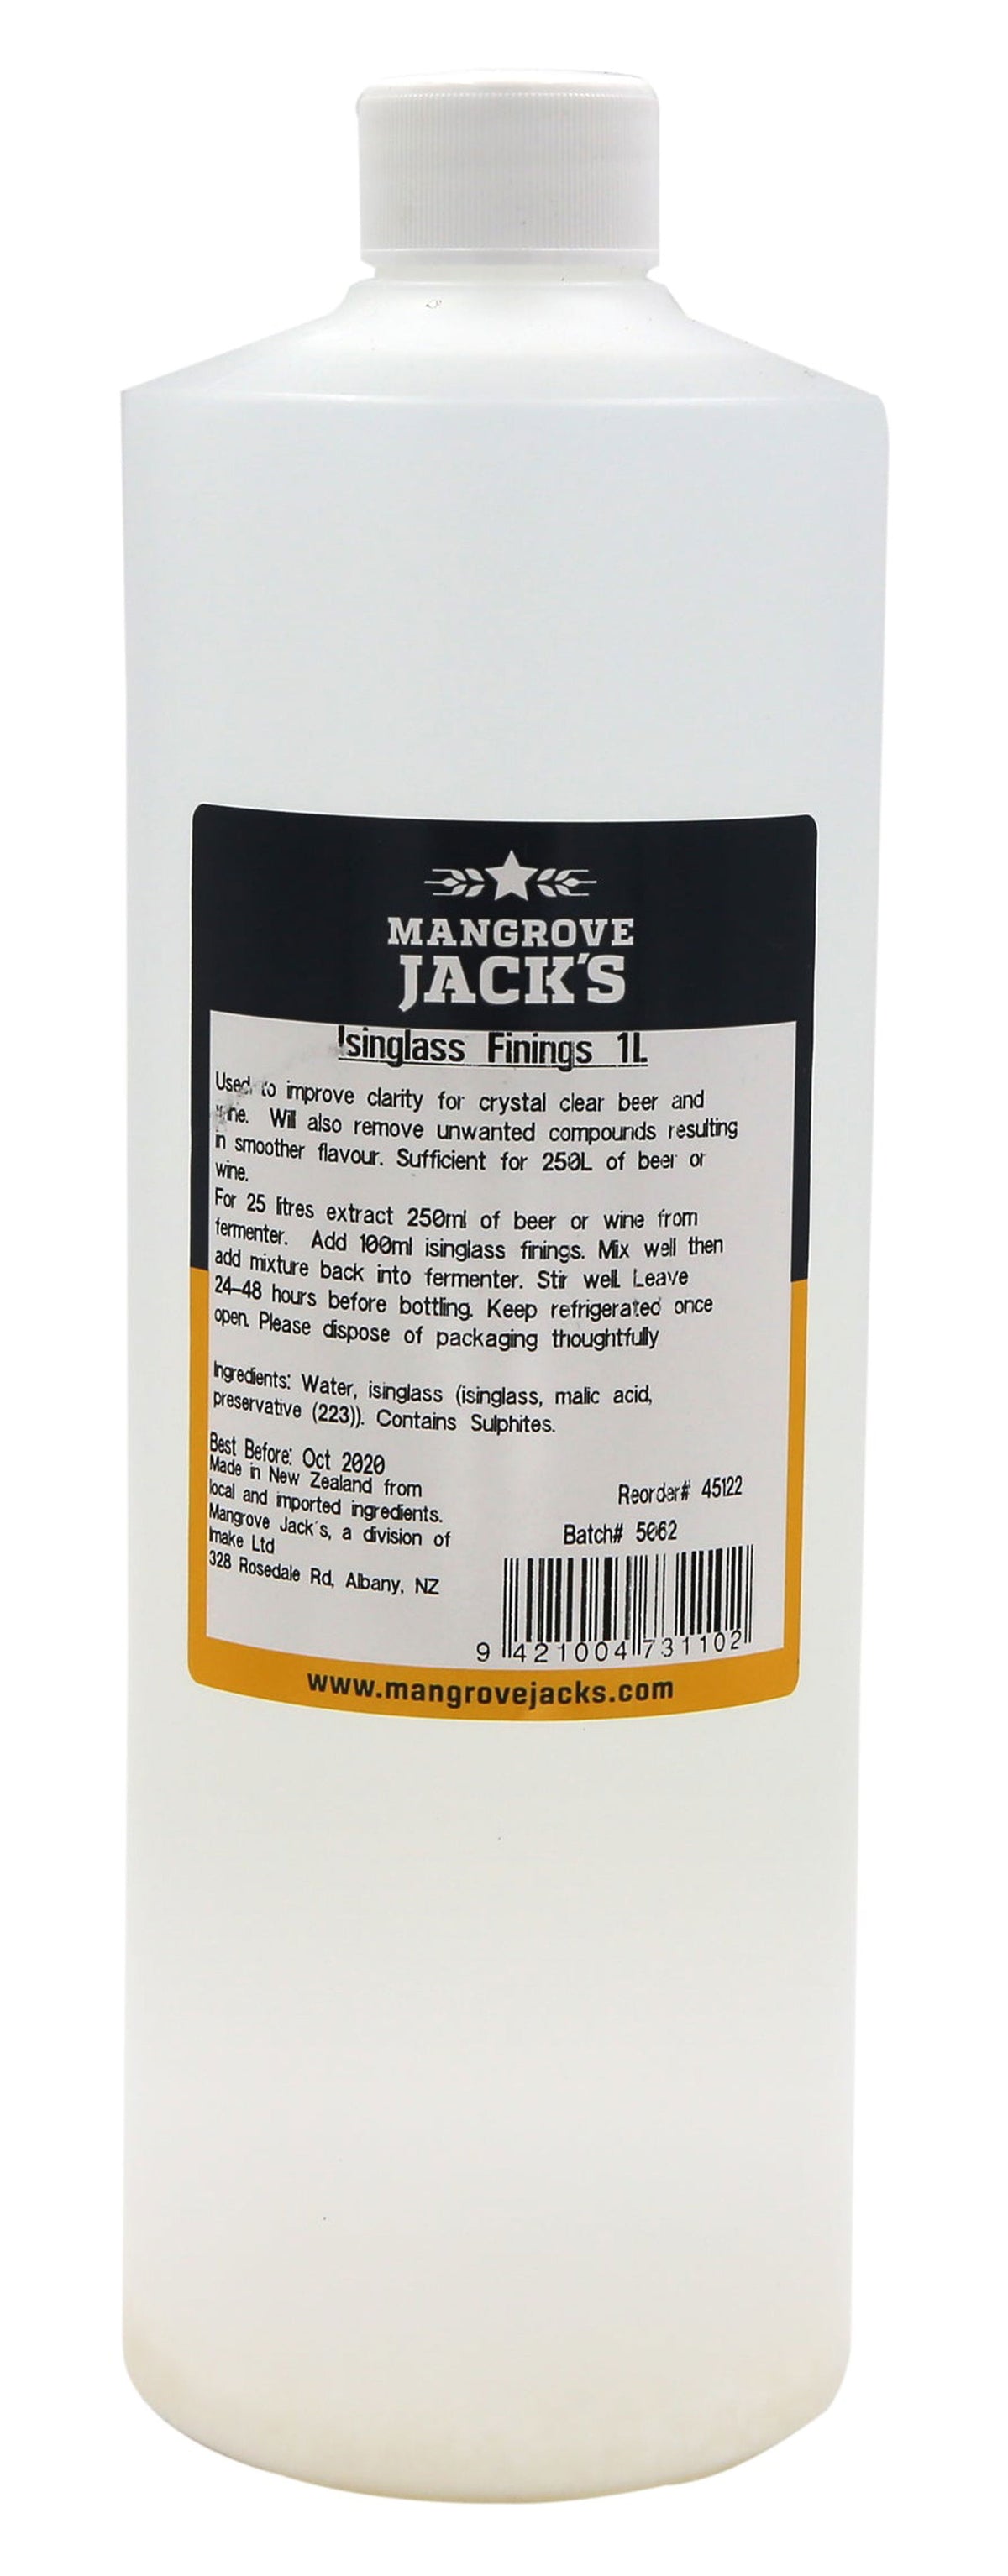 MANGROVE
JACK'S
Isinglass Finings 1L
Used to improve clarity for crystal clear beer and
wine. Will also remove unwanted compounds resulting
in smoother flavour. Sufficient for 250L of beer or
wine.
For 25 litres extract 250ml of beer or wine from
fermenter. Add 100ml isinglass finings. Mix well then
add mixture back into fermenter. Stir well. Leave
24-48 hours before bottling. Keep refrigerated once
open. Please dispose of packaging thoughtfully
Ingredients: Water, isinglass (isinglass, malic acid,
preservative (223)). Contains Sulphites.
Best Before: Oct 2020
Made in New Zealand from
local and imported ingredients.
Mangrove Jack's, a division of
Imake Ltd
328 Rosedale Rd, Albany, NZ
Reorder# 45122
Batch# 5062
9 421004 731102
www.mangrovejacks.com